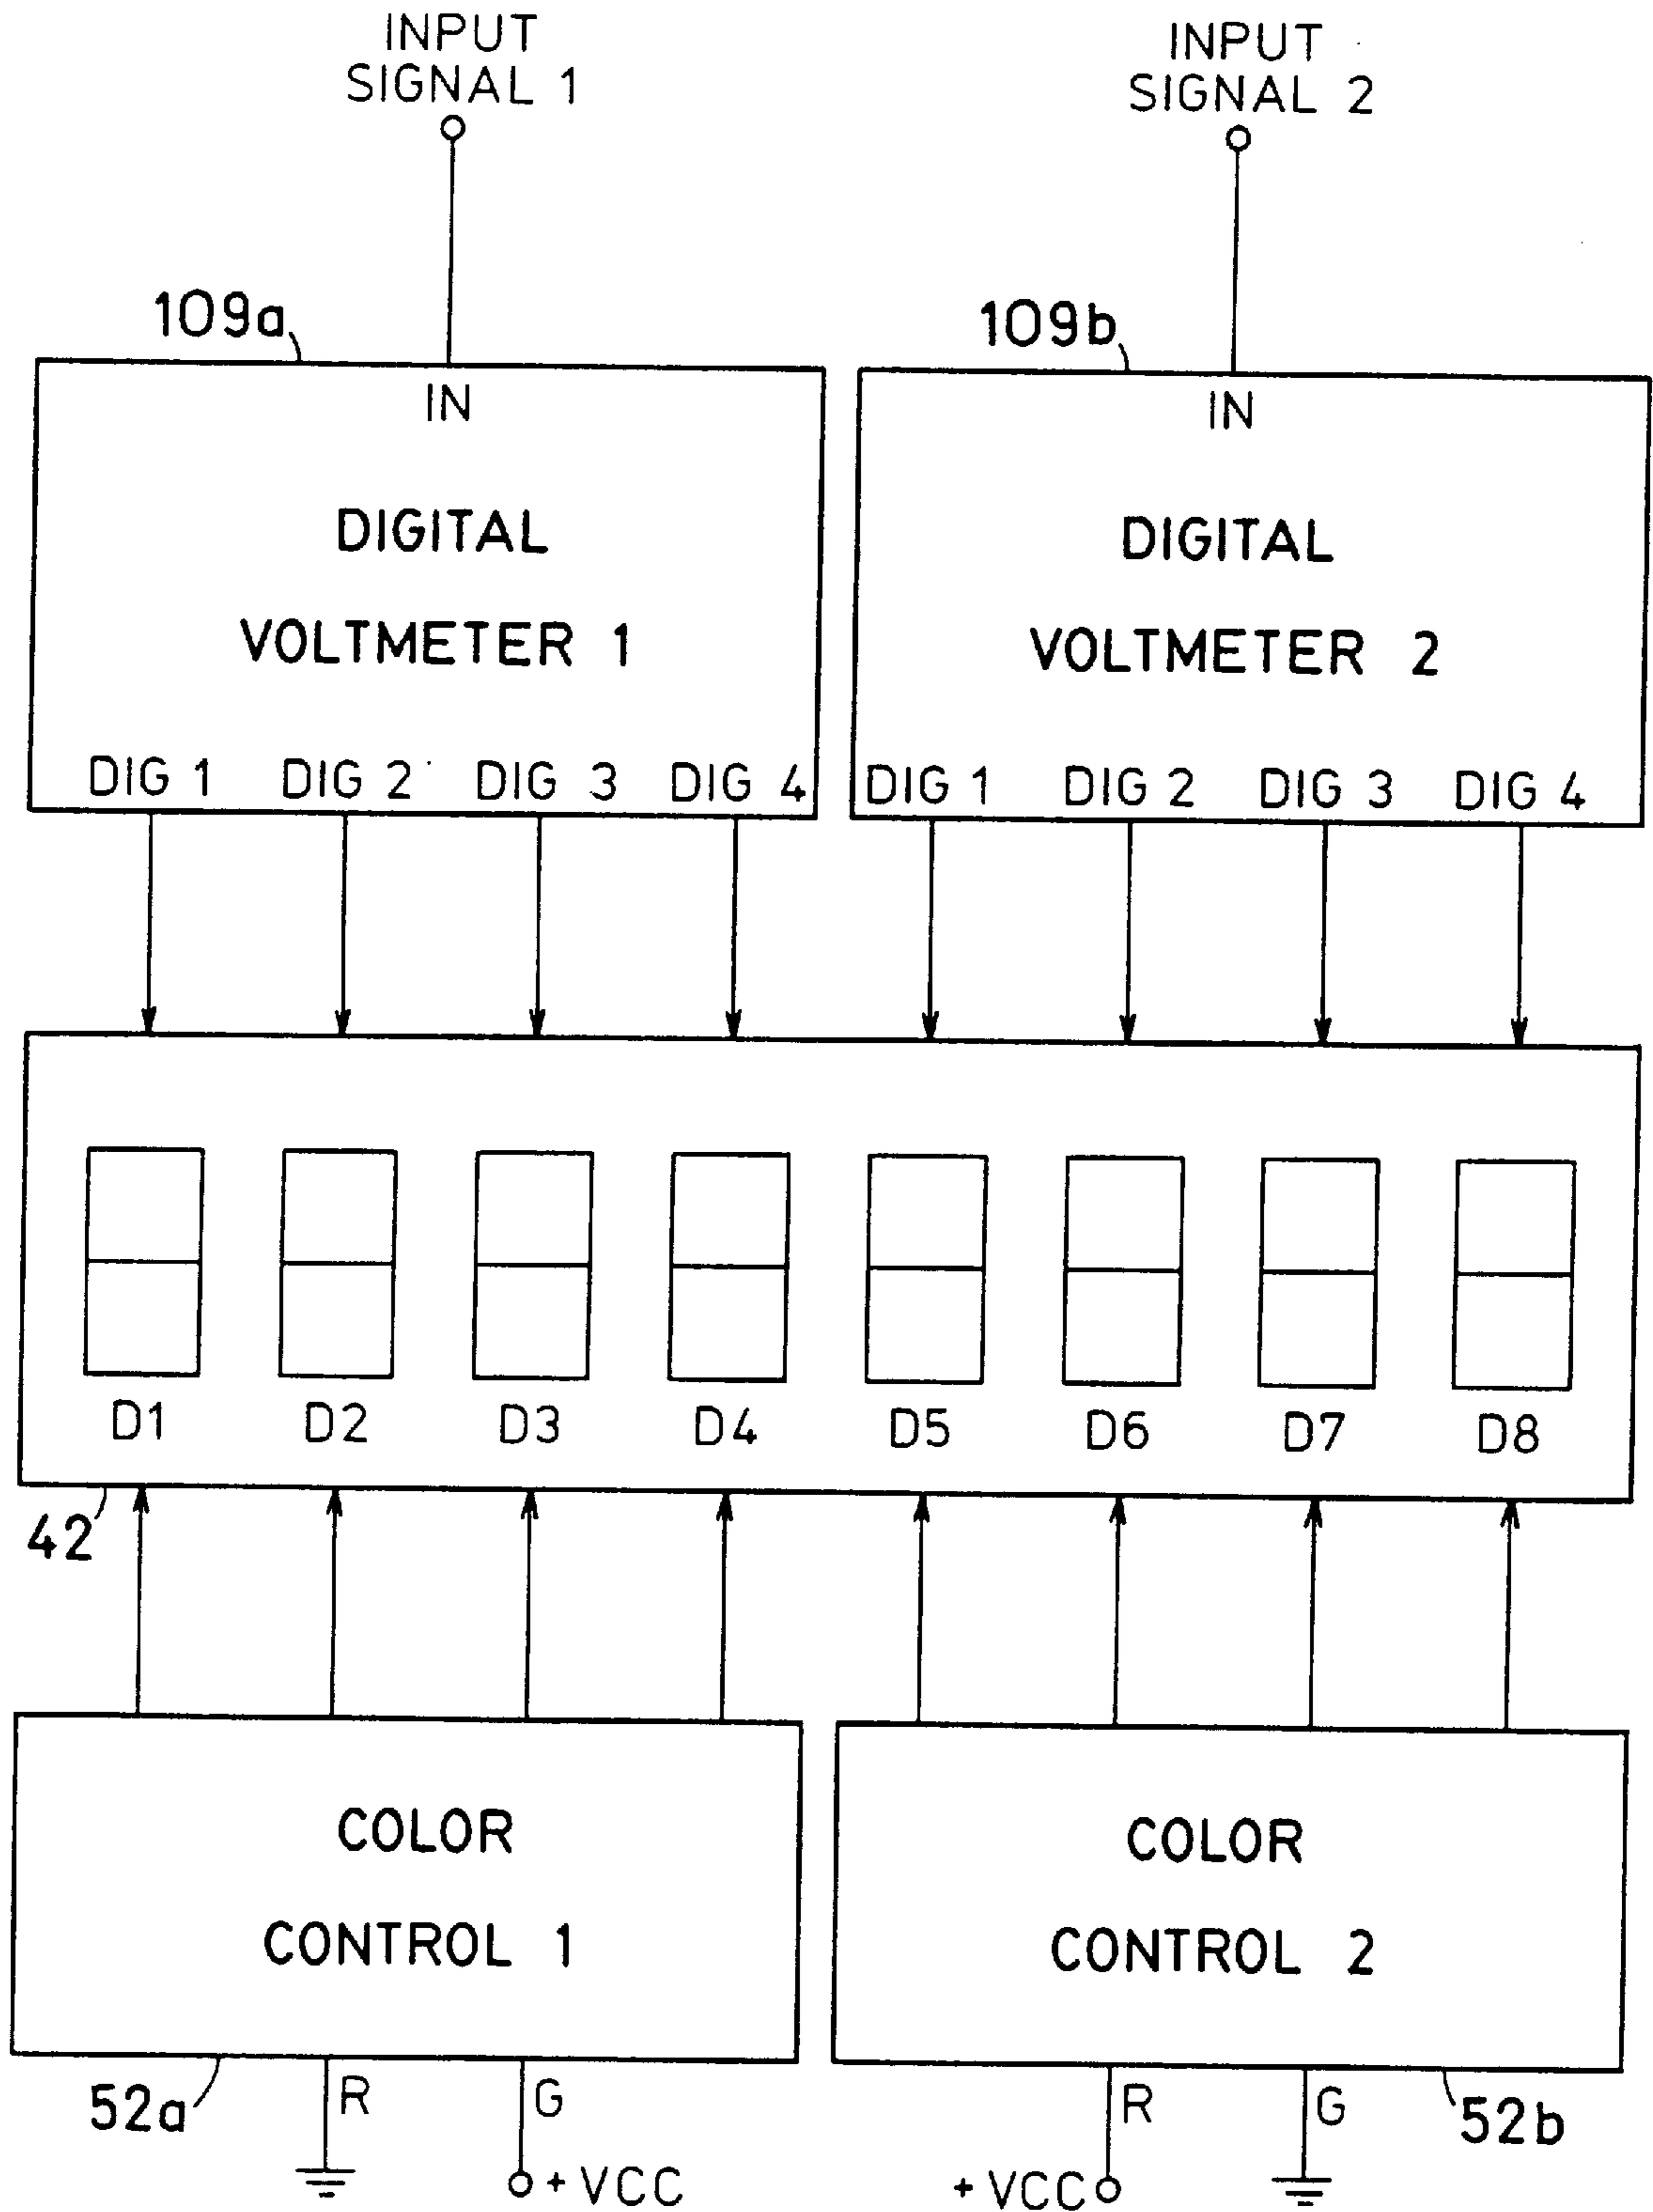 INPUT
SIGNAL 1
INPUT
SIGNAL 2
109a
109b
IN
DIGITAL
VOLTMETER 1
DIG 1 DIG 2 DIG 3 DIG 4
IN
DIGITAL
VOLTMETER 2
DIG 1 DIG 2 DIG 3 DIG 4
D1 D2 D3 D4 D5 D6 D7 D8
42
COLOR
CONTROL 1
COLOR
CONTROL 2
52a
R
G
+ VCC
R
G
52b
+ VCC